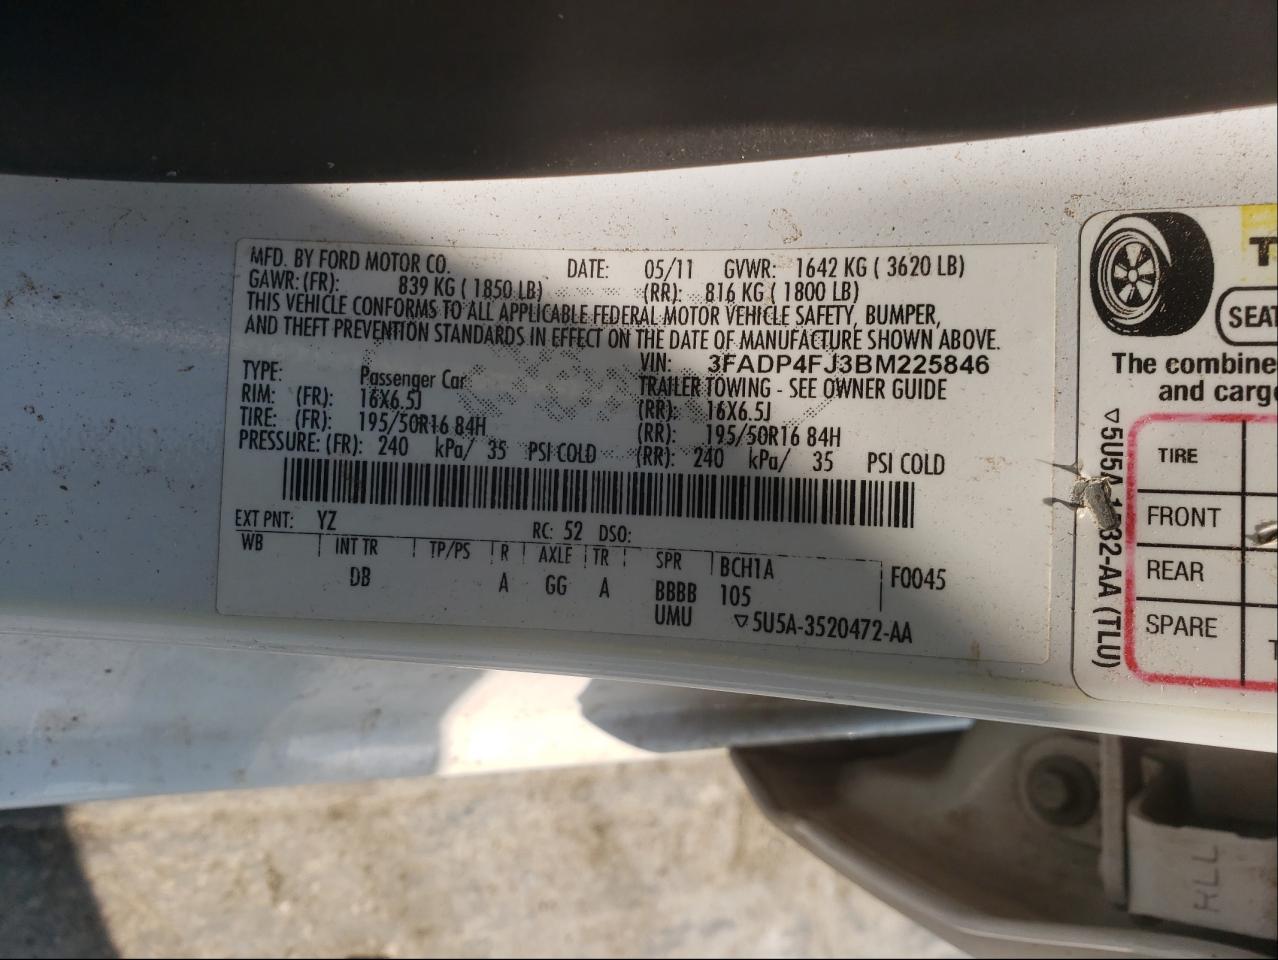 MFD. BY FORD MOTOR CO. DATE: 05/11 GVWR: 1642 KG ( 3620 LB)
GAWR: (FR): 839 KG ( 1850 LB) (RR): 816 KG ( 1800 LB)
THIS VEHICLE CONFORMS TO ALL APPLICABLE FEDERAL MOTOR VEHICLE SAFETY, BUMPER,
AND THEFT PREVENTION STANDARDS IN EFFECT ON THE DATE OF MANUFACTURE SHOWN ABOVE.
VIN: 3FADP4FJ3BM225846
TYPE: Passenger Car TRAILER TOWING - SEE OWNER GUIDE
RIM: (FR): 16X6.5J (RR): 16X6.5J
TIRE: (FR): 195/50R16 84H (RR): 195/50R16 84H
PRESSURE: (FR): 240 kPa/ 35 PSI COLD (RR): 240 kPa/ 35 PSI COLD
EXT PNT: YZ RC: 52 DSO:
WB INT TR TP/PS R AXLE TR SPR BCH1A
DB A GG A BBBB 105 F0045
UMU ▽5U5A-3520472-AA
T
SEAT
The combine
and cargo
TIRE
FRONT
REAR
SPARE
T
(TLU)
HLL